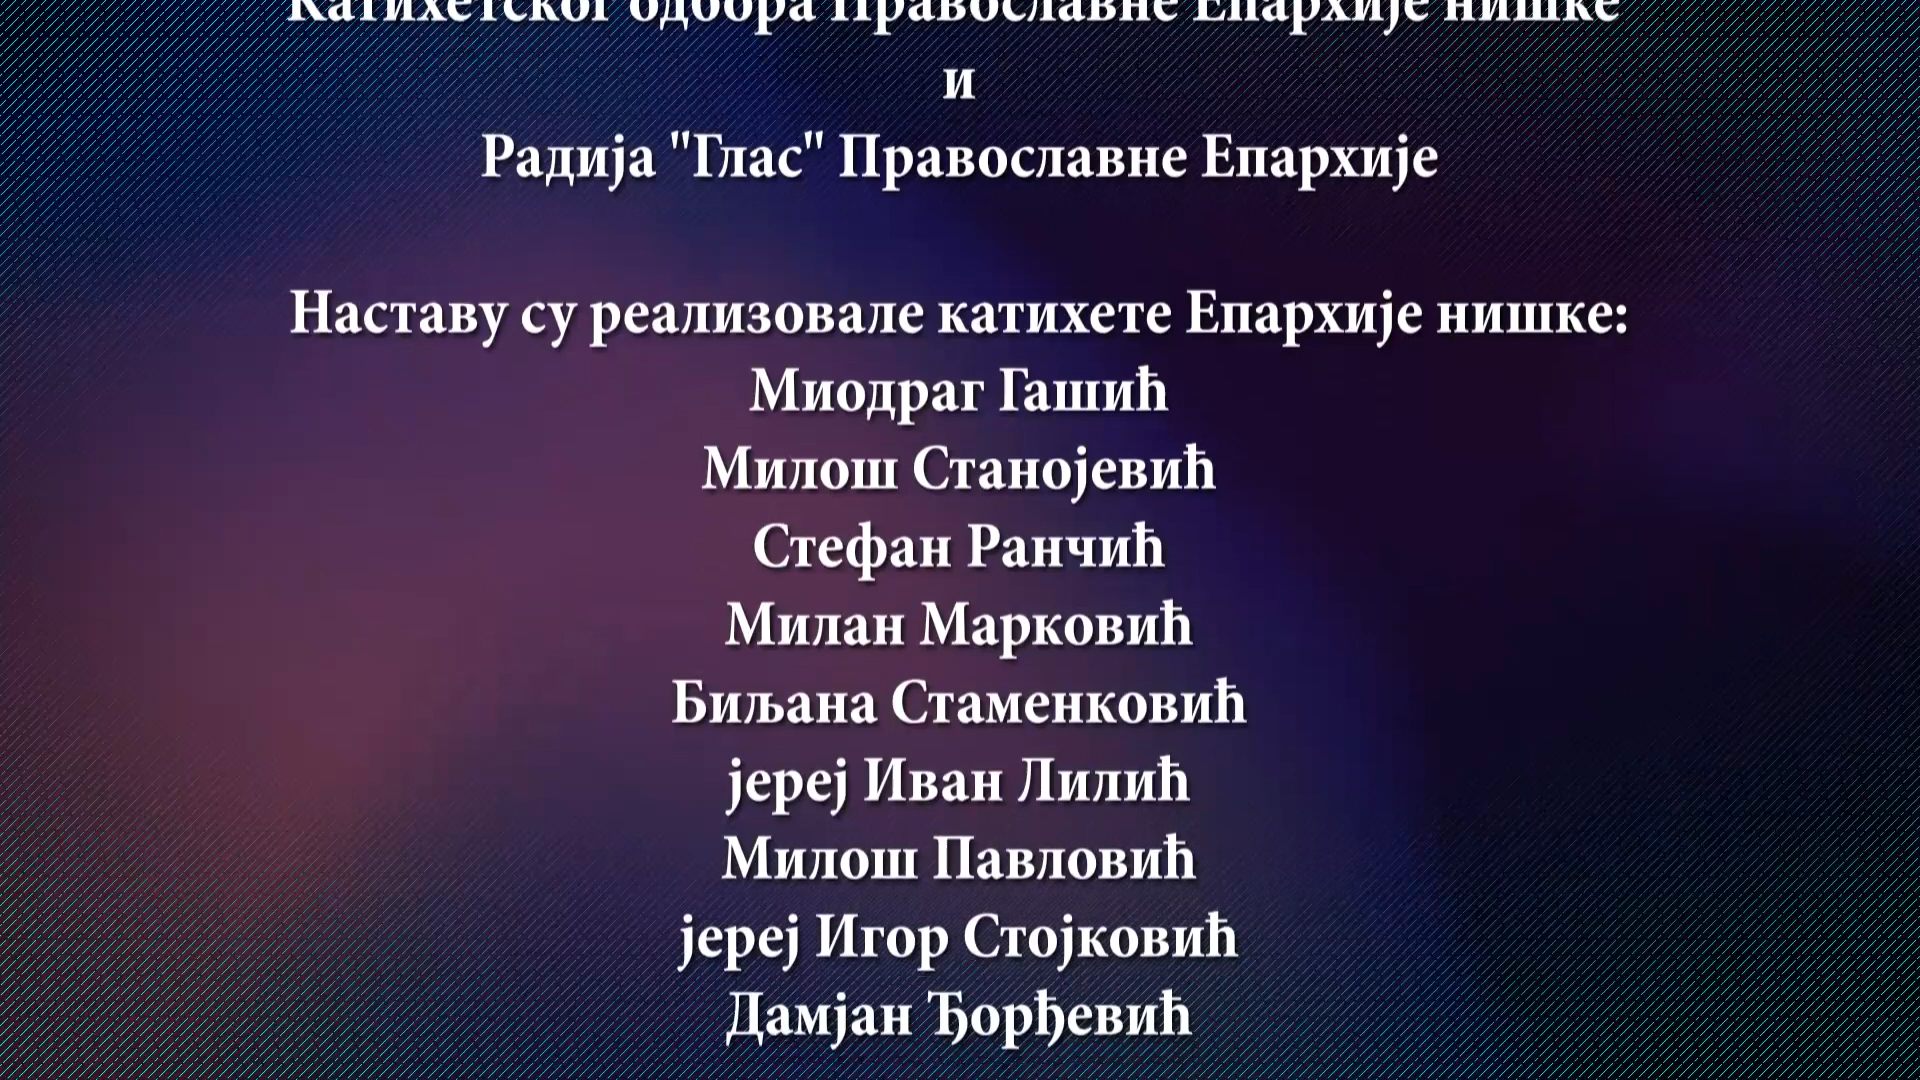 Катихетског одбора Православне Епархије нишке
и
Радија "Глас" Православне Епархије
Наставу су реализовале катихете Епархије нишке:
Миодраг Гашић
Милош Станојевић
Стефан Ранчић
Милан Марковић
Биљана Стаменковић
јереј Иван Лилић
Милош Павловић
јереј Игор Стојковић
Дамјан Ђорђевић